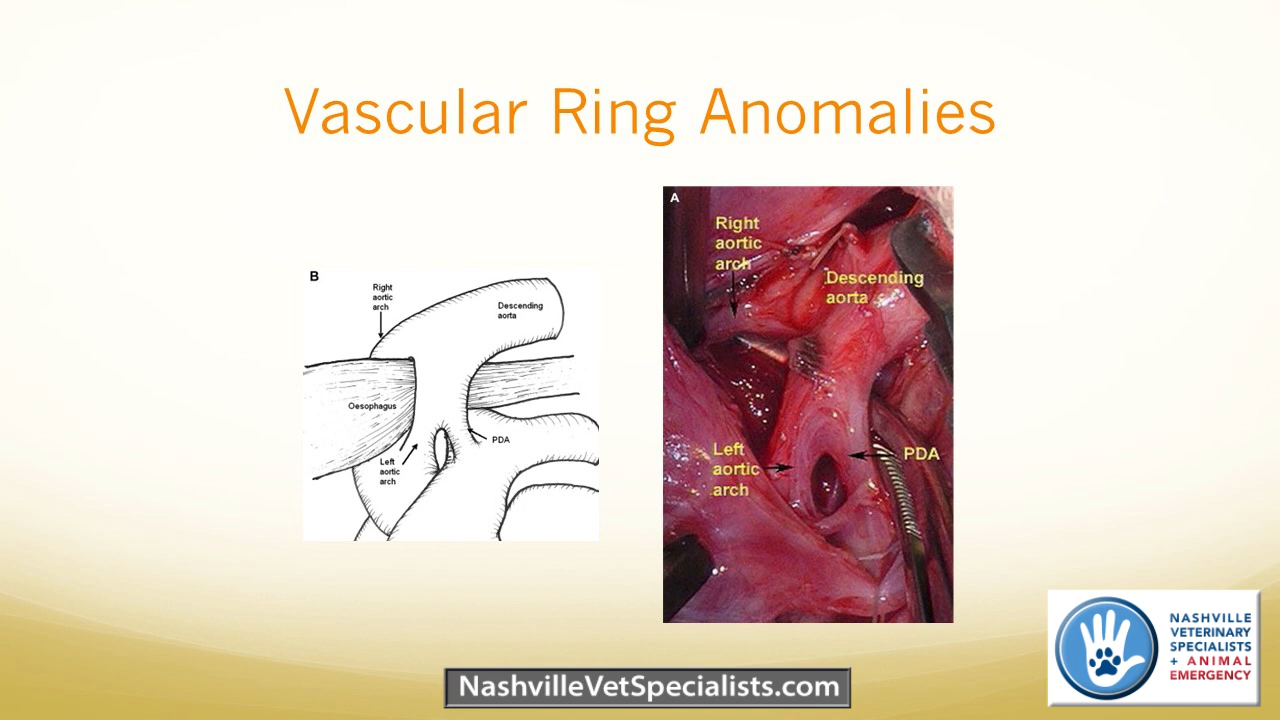 Vascular Ring Anomalies
B
Right
aortic
arch
Descending
aorta
Oesophagus
PDA
Left
aortic
arch
A
Right
aortic
arch
Descending
aorta
Left
aortic
arch
PDA
NASHVILLE
VETERINARY
SPECIALISTS
+ ANIMAL
EMERGENCY
NashvilleVetSpecialists.com